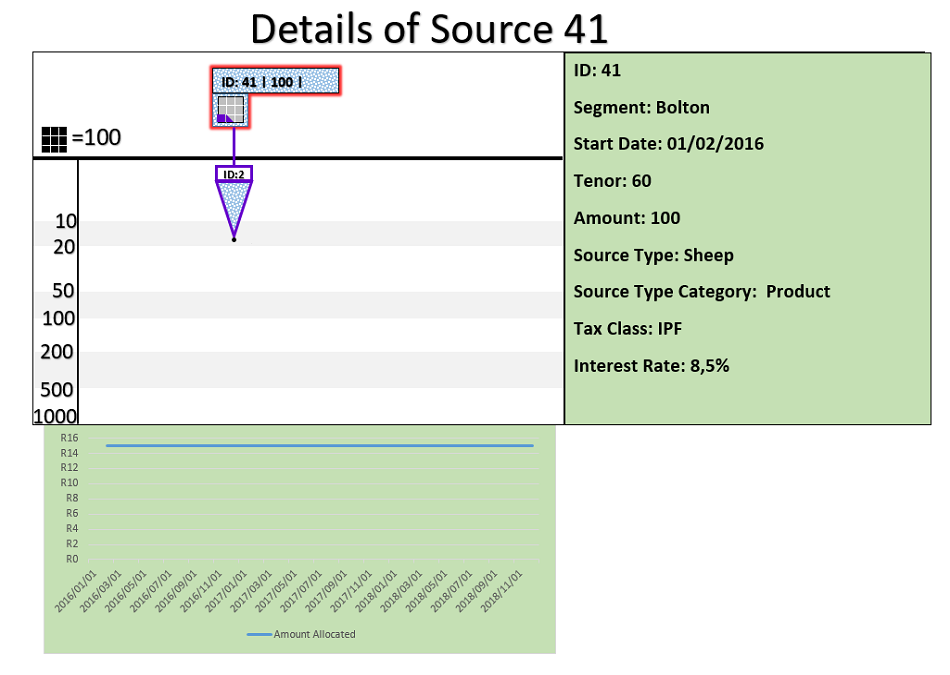 Details of Source 41
ID: 41 | 100 |
=100
ID:2
10
20
50
100
200
500
1000
ID: 41
Segment: Bolton
Start Date: 01/02/2016
Tenor: 60
Amount: 100
Source Type: Sheep
Source Type Category:  Product
Tax Class: IPF
Interest Rate: 8,5%
R16
R14
R12
R10
R8
R6
R4
R2
R0
2016/01/01
2016/03/01
2016/05/01
2016/07/01
2016/09/01
2016/11/01
2017/01/01
2017/03/01
2017/05/01
2017/07/01
2017/09/01
2017/11/01
2018/01/01
2018/03/01
2018/05/01
2018/07/01
2018/09/01
2018/11/01
Amount Allocated